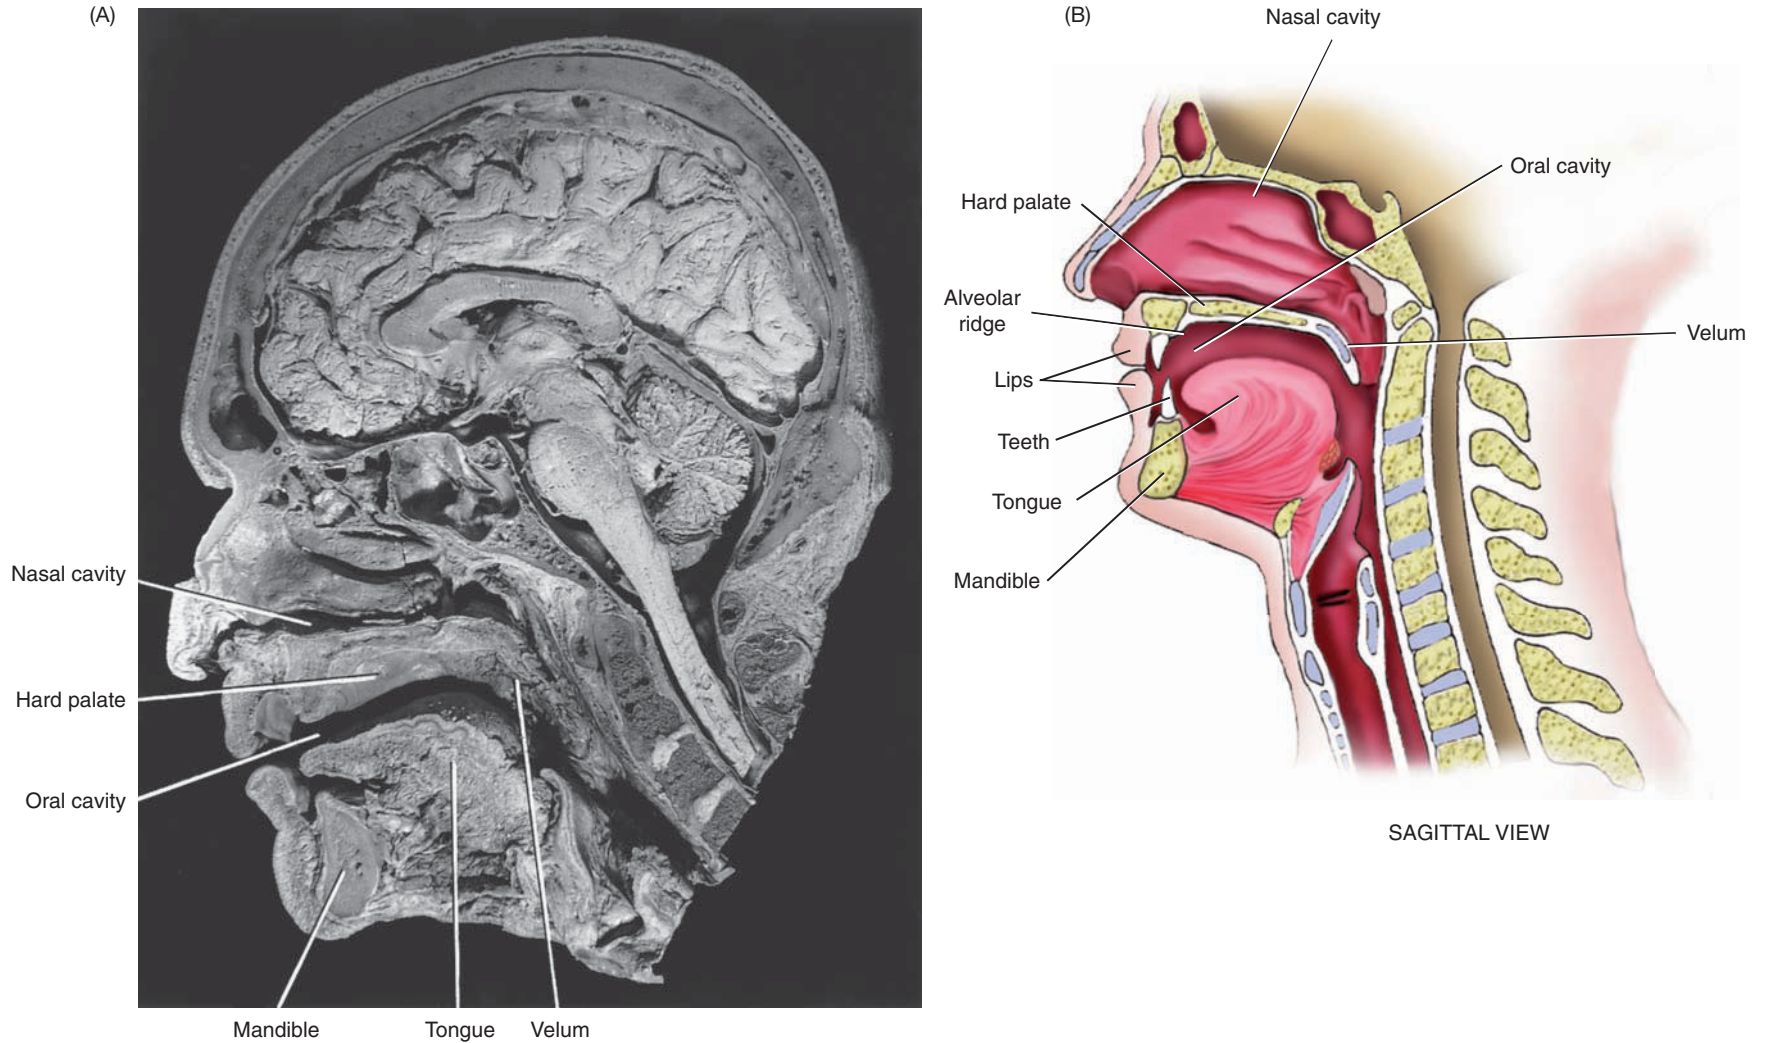 (A)
Nasal cavity
Hard palate
Oral cavity
Mandible
Tongue
Velum
(B)
Nasal cavity
Oral cavity
Hard palate
Alveolar
ridge
Velum
Lips
Teeth
Tongue
Mandible
SAGITTAL VIEW